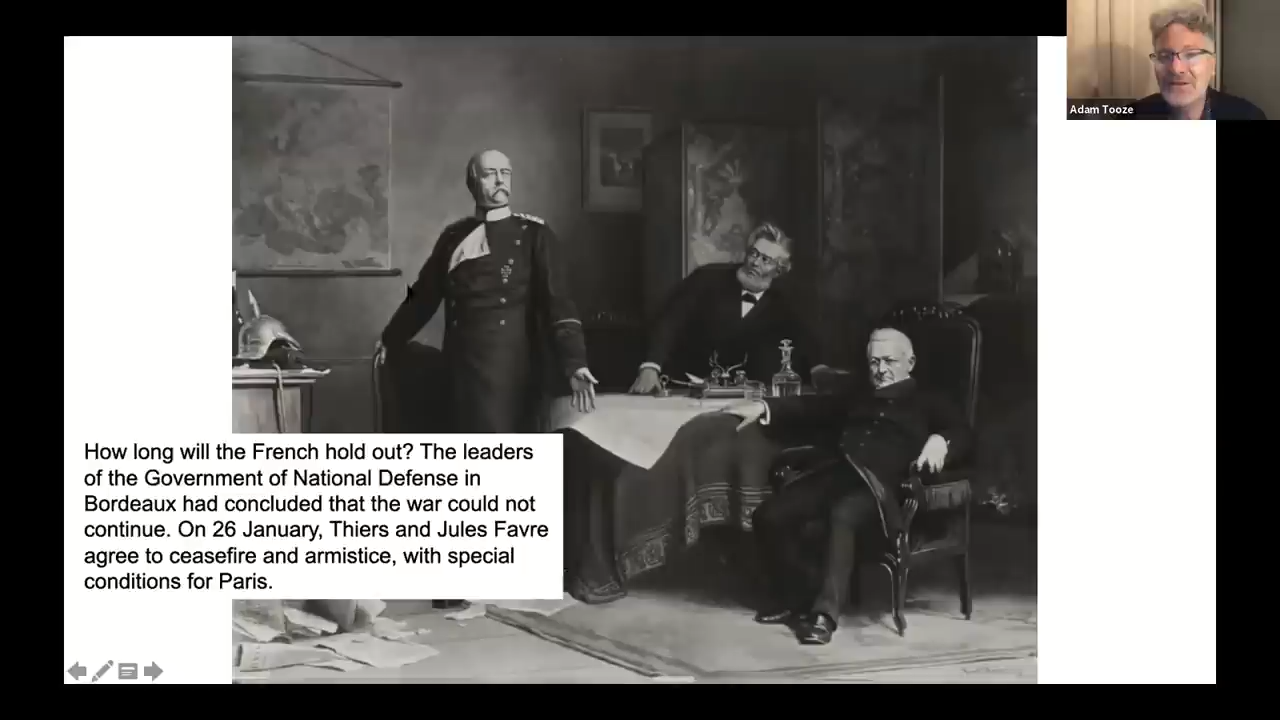 Adam Tooze
How long will the French hold out? The leaders
of the Government of National Defense in
Bordeaux had concluded that the war could not
continue. On 26 January, Thiers and Jules Favre
agree to ceasefire and armistice, with special
conditions for Paris.